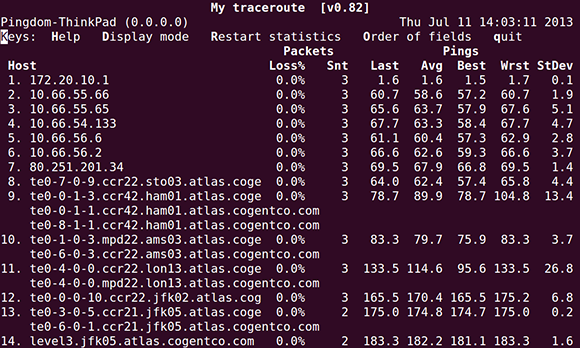 My traceroute [v0.82]
Pingdom-ThinkPad (0.0.0.0) Thu Jul 11 14:03:11 2013
Keys: Help Display mode Restart statistics Order of fields quit
Packets Pings
Host Loss% Snt Last Avg Best Wrst StDev
1. 172.20.10.1 0.0% 3 1.6 1.6 1.5 1.7 0.1
2. 10.66.55.66 0.0% 3 60.7 58.6 57.2 60.7 1.9
3. 10.66.55.65 0.0% 3 65.6 63.7 57.9 67.6 5.1
4. 10.66.54.133 0.0% 3 67.7 63.3 58.4 67.7 4.7
5. 10.66.56.6 0.0% 3 61.1 60.4 57.3 62.9 2.8
6. 10.66.56.2 0.0% 3 66.6 62.6 59.3 66.6 3.7
7. 80.251.201.34 0.0% 3 69.5 67.9 66.8 69.5 1.4
8. te0-7-0-9.ccr22.sto03.atlas.coge 0.0% 3 64.0 62.4 57.4 65.8 4.4
9. te0-0-1-3.ccr42.ham01.atlas.coge 0.0% 3 78.7 89.9 78.7 104.8 13.4
te0-0-1-1.ccr42.ham01.atlas.cogentco.com
te0-8-1-1.ccr42.ham01.atlas.cogentco.com
10. te0-1-0-3.mpd22.ams03.atlas.coge 0.0% 3 83.3 79.7 75.9 83.3 3.7
te0-6-0-3.ccr22.ams03.atlas.cogentco.com
11. te0-4-0-0.ccr22.lon13.atlas.coge 0.0% 3 133.5 114.6 95.6 133.5 26.8
te0-4-0-0.mpd22.lon13.atlas.cogentco.com
12. te0-0-0-10.ccr22.jfk02.atlas.cog 0.0% 3 165.5 170.4 165.5 175.2 6.8
13. te0-3-0-5.ccr21.jfk05.atlas.coge 0.0% 2 175.0 174.8 174.7 175.0 0.2
te0-6-0-1.ccr21.jfk05.atlas.cogentco.com
14. level3.jfk05.atlas.cogentco.com 0.0% 2 183.3 182.2 181.1 183.3 1.6